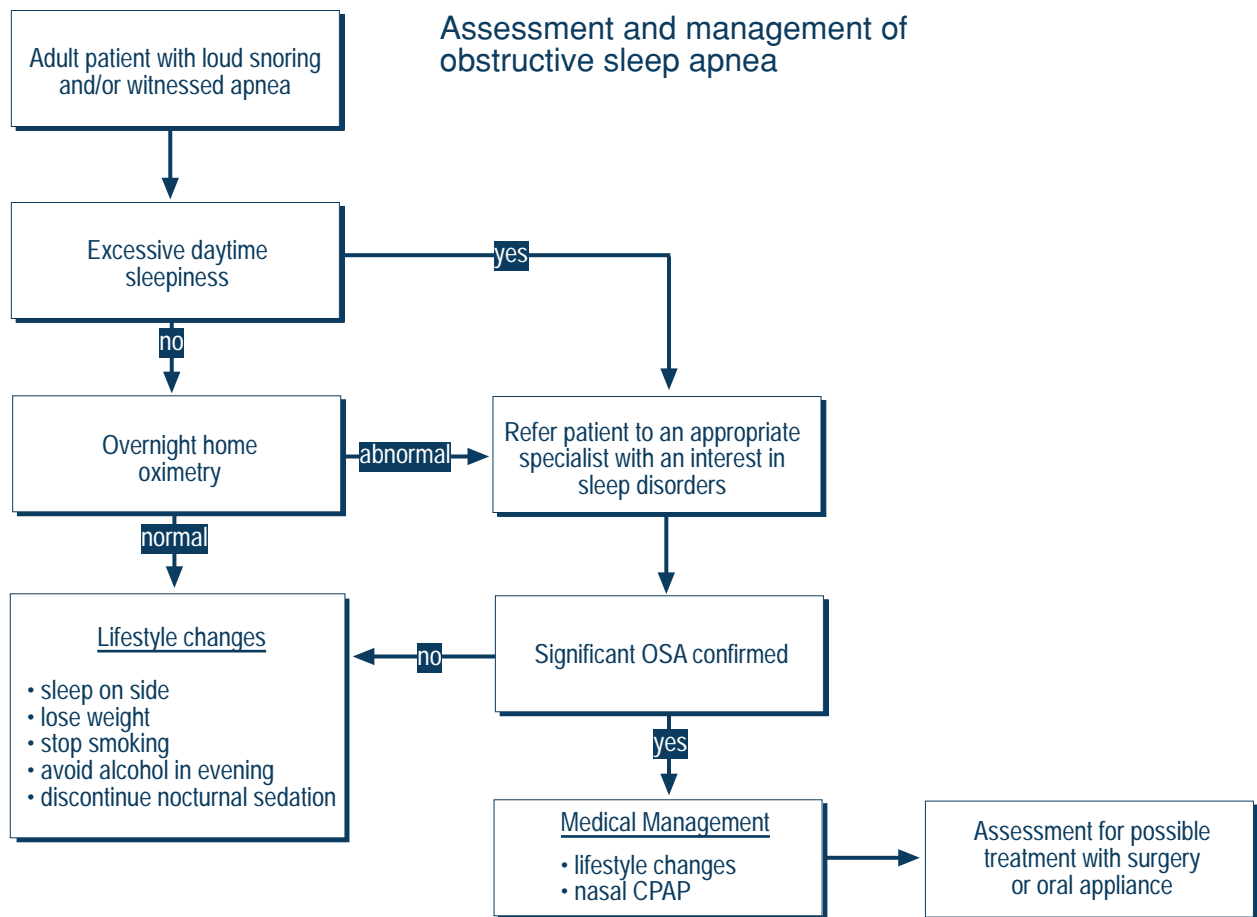 Assessment and management of
obstructive sleep apnea
Adult patient with loud snoring
and/or witnessed apnea
Excessive daytime
sleepiness
yes
no
Overnight home
oximetry
abnormal
Refer patient to an appropriate
specialist with an interest in
sleep disorders
normal
Lifestyle changes
• sleep on side
• lose weight
• stop smoking
• avoid alcohol in evening
• discontinue nocturnal sedation
no
Significant OSA confirmed
yes
Medical Management
• lifestyle changes
• nasal CPAP
Assessment for possible
treatment with surgery
or oral appliance